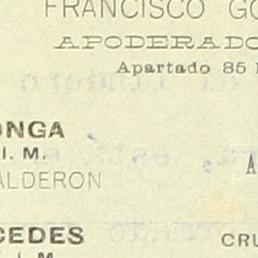 FRANCISCO GO
APODERADO
Apartado 85
ONGA
I. M.
ALDERON
A
CEDES
CRU
I. M.